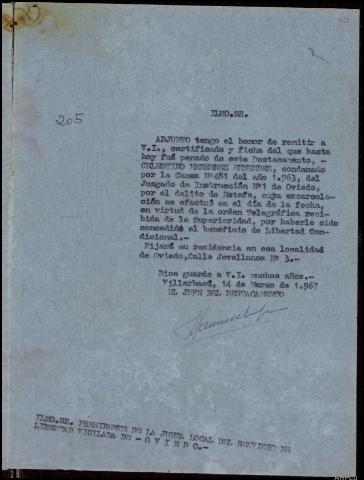 205
ELMO.SR.
ADJUNTO tengo el honor de remitir a
V.I., certificado y ficha del que hasta
hoy fué penado de este Destacamento, -
CELESTINO condenado
por la Causa Nº481 del año 1.963, del
Juzgado de Instrucción Nº1 de Oviedo,
por el delito de Estafa, cuya excarcela-
ción se efectuó en el día de la fecha,
en virtud de la orden Telegráfica reci-
bida de la Superioridad, por haberle sido
concedido el beneficio de Libertad Con-
dicional.-
Fijará su residencia en esa localidad
de Oviedo, Calle Jovellanos Nº 3.-
Dios guarde a V.I. muchos años.-
14 de Marzo de 1.967
EL JEFE DEL DESTACAMENTO
ELMO.SR. PRESIDENTE DE LA JUNTA LOCAL DEL SERVICIO DE
LIBERTAD VIGILADA DE - O V I E D O.-